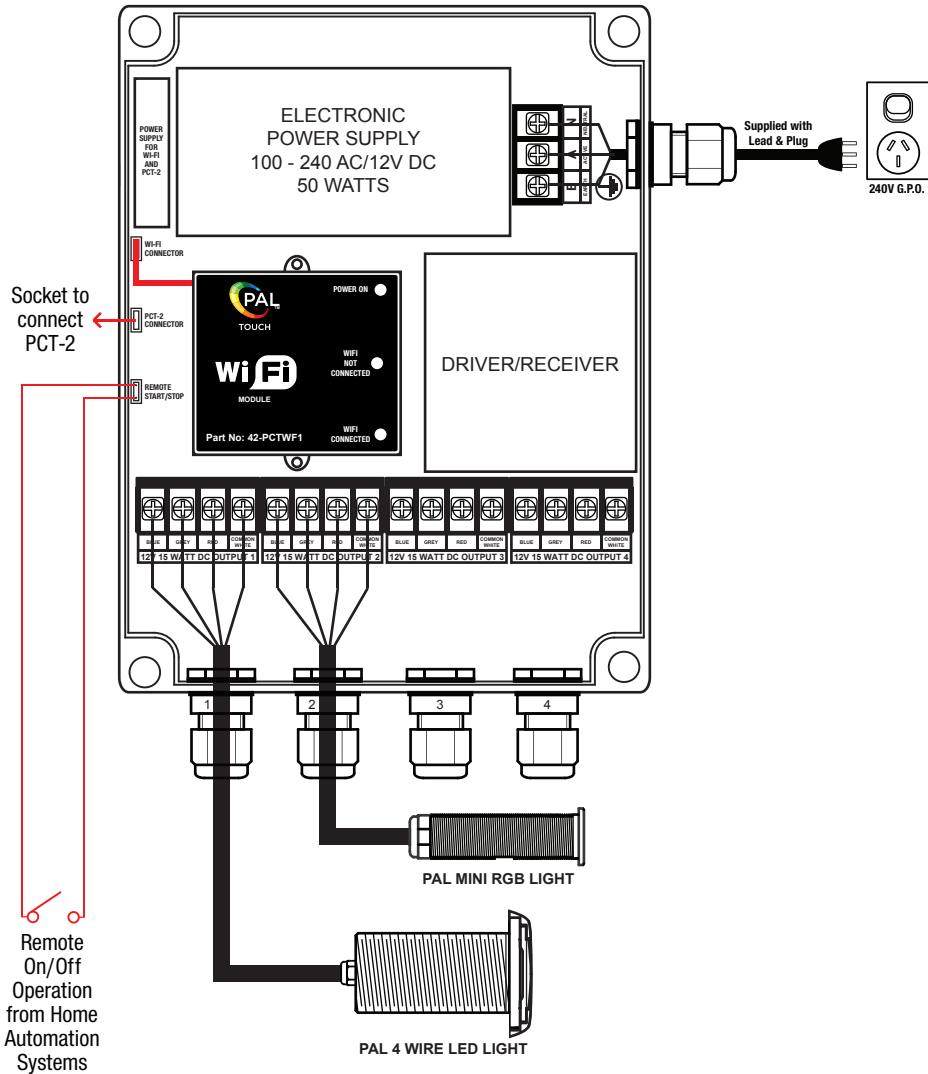 ELECTRONIC
POWER SUPPLY
100 - 240 AC/12V DC
50 WATTS
POWER
SUPPLY
FOR
WI-FI
AND
PCT-2
N
NEUTRAL
A
ACTIVE
E
EARTH
Supplied with
Lead & Plug
240V G.P.O.
WI-FI
CONNECTOR
Socket to
connect
PCT-2
PCT-2
CONNECTOR
REMOTE
START/STOP
PAL
TM
TOUCH
POWER ON
WiFi
MODULE
WIFI
NOT
CONNECTED
WIFI
CONNECTED
Part No: 42-PCTWF1
DRIVER/RECEIVER
BLUE
GREY
RED
COMMON
WHITE
12V 15 WATT DC OUTPUT 1
BLUE
GREY
RED
COMMON
WHITE
12V 15 WATT DC OUTPUT 2
BLUE
GREY
RED
COMMON
WHITE
12V 15 WATT DC OUTPUT 3
BLUE
GREY
RED
COMMON
WHITE
12V 15 WATT DC OUTPUT 4
1
2
3
4
PAL MINI RGB LIGHT
PAL 4 WIRE LED LIGHT
Remote
On/Off
Operation
from Home
Automation
Systems